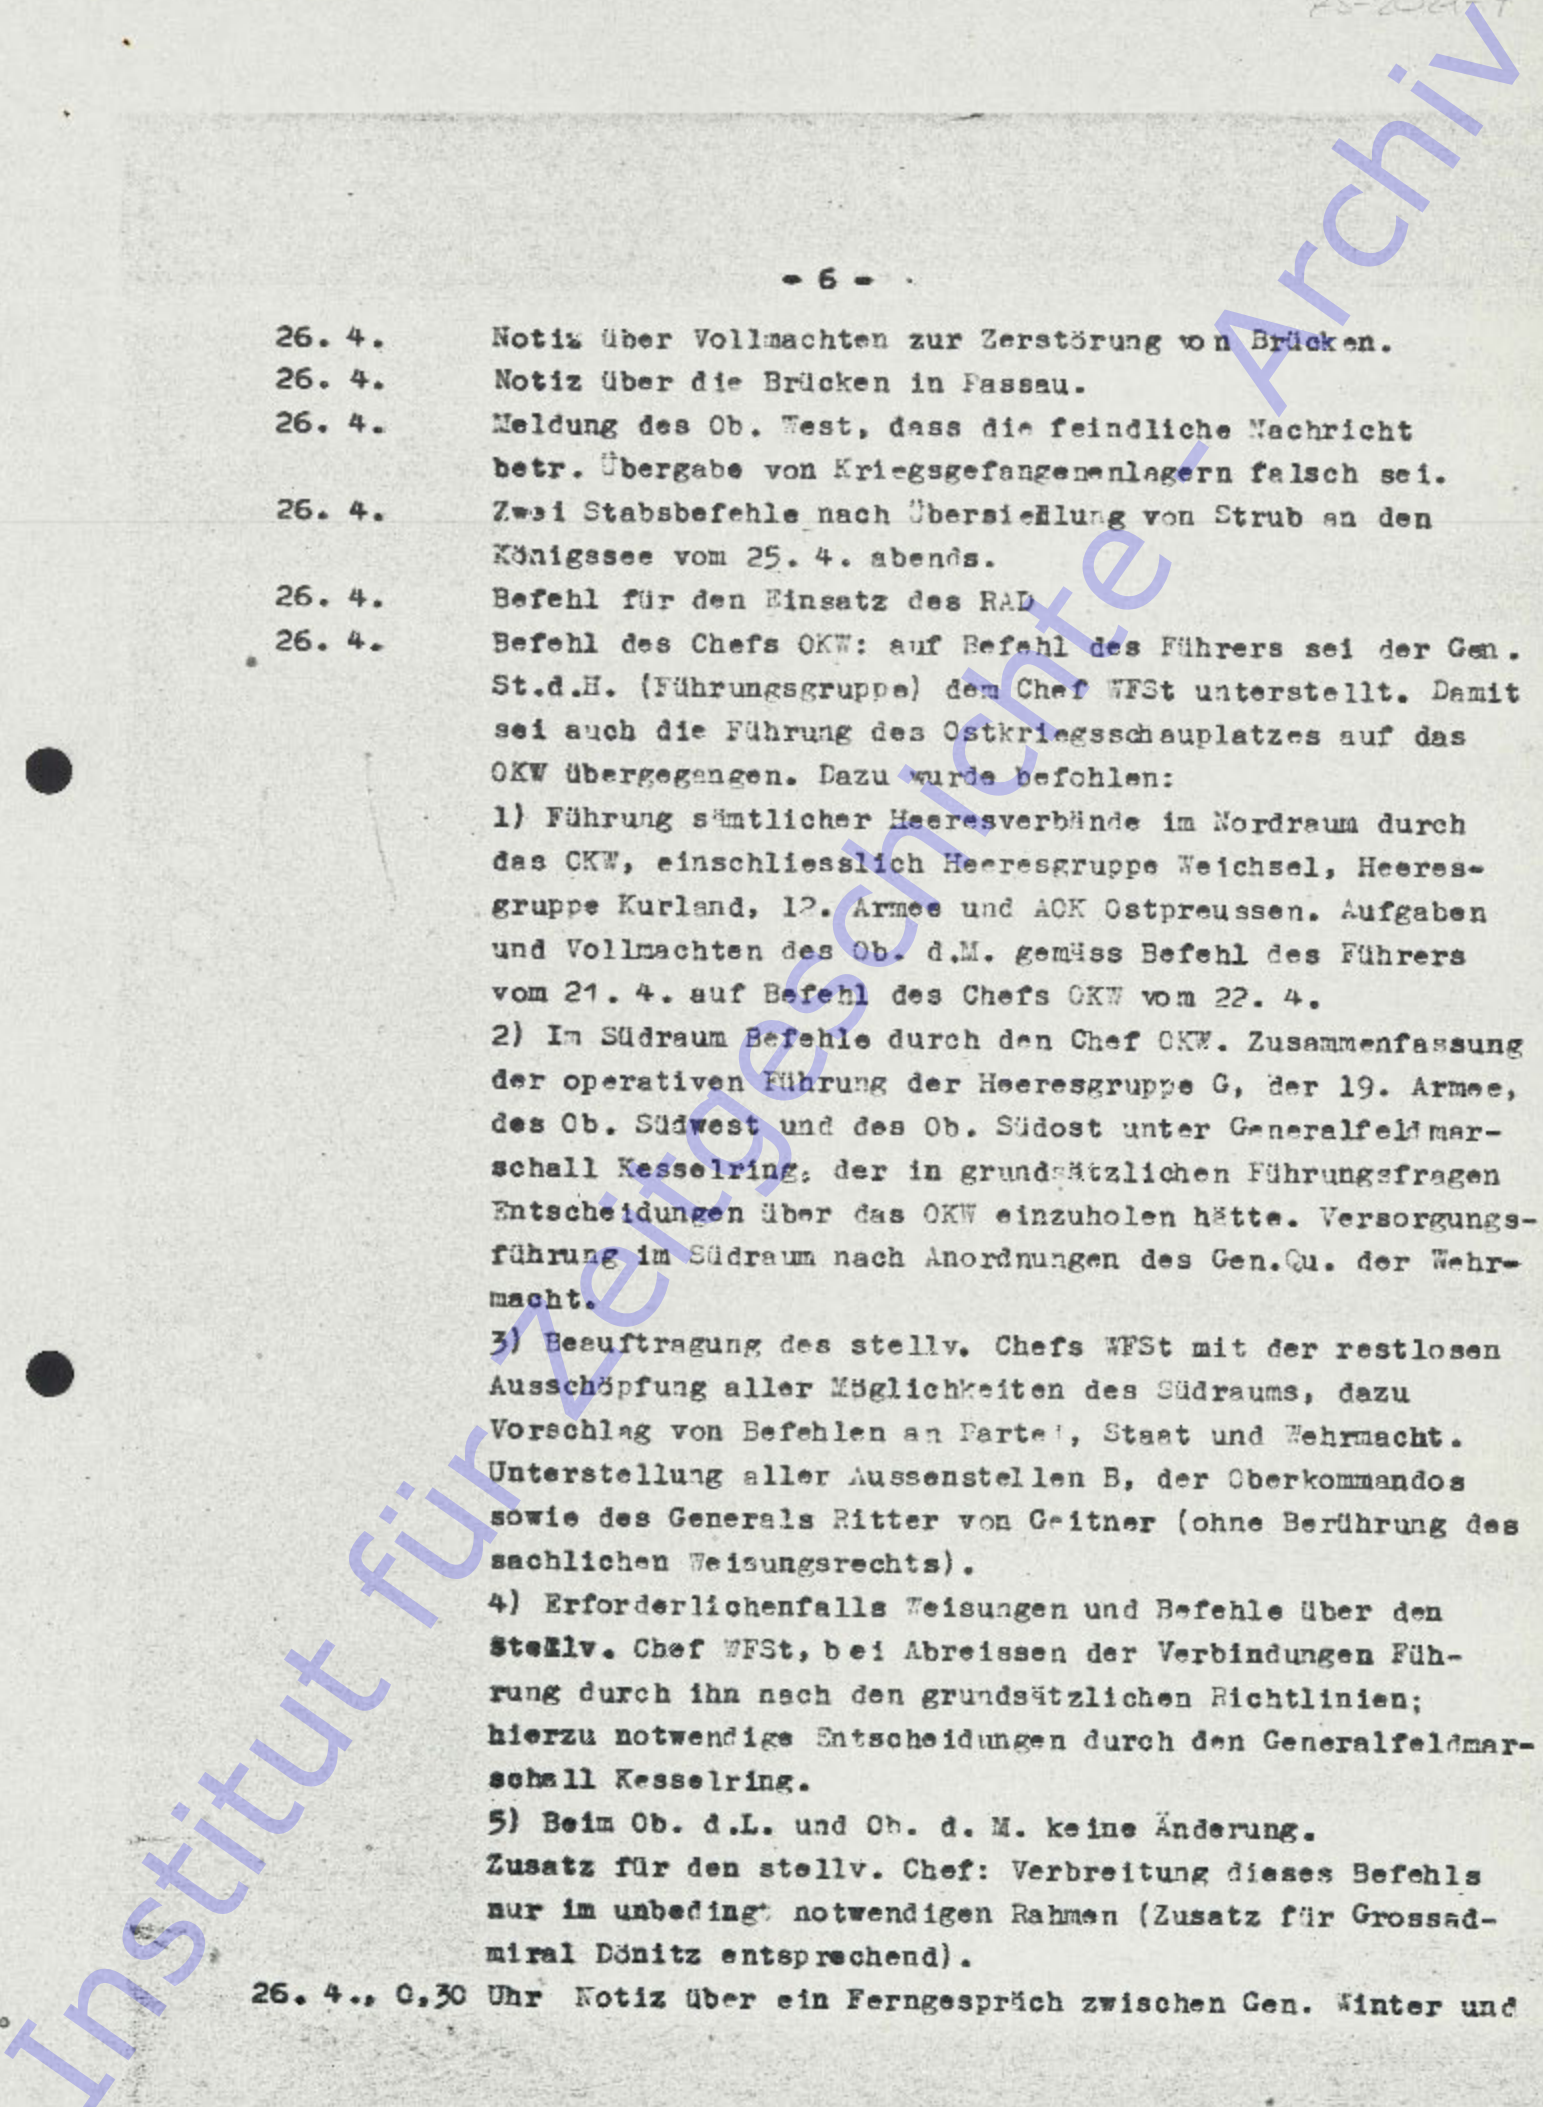 - 6 -
26. 4. Notiz über Vollmachten zur Zerstörung von Brücken.
26. 4. Notiz über die Brücken in Passau.
26. 4. Meldung des Ob. West, dass die feindliche Nachricht
betr. Übergabe von Kriegsgefangenenlagern falsch sei.
26. 4. Zwei Stabsbefehle nach Übersiedlung von Strub an den
Königssee vom 25. 4. abends.
26. 4. Befehl für den Einsatz des RAD
26. 4. Befehl des Chefs OKW: auf Befehl des Führers sei der Gen.
St.d.H. (Führungsgruppe) dem Chef WFSt unterstellt. Damit
sei auch die Führung des Ostkriegsschauplatzes auf das
OKW übergegangen. Dazu wurde befohlen:
1) Führung sämtlicher Heeresverbände im Nordraum durch
das OKW, einschliesslich Heeresgruppe Weichsel, Heeres-
gruppe Kurland, 12. Armee und AOK Ostpreussen. Aufgaben
und Vollmachten des Ob. d.M. gemäss Befehl des Führers
vom 21. 4. auf Befehl des Chefs OKW vom 22. 4.
2) Im Südraum Befehle durch den Chef OKW. Zusammenfassung
der operativen Führung der Heeresgruppe G, der 19. Armee,
des Ob. Südwest und des Ob. Südost unter Generalfeldmar-
schall Kesselring, der in grundsätzlichen Führungsfragen
Entscheidungen über das OKW einzuholen hätte. Versorgungs-
führung im Südraum nach Anordnungen des Gen.Qu. der Wehr-
macht.
3) Beauftragung des stellv. Chefs WFSt mit der restlosen
Ausschöpfung aller Möglichkeiten des Südraums, dazu
Vorschlag von Befehlen an Partei, Staat und Wehrmacht.
Unterstellung aller Aussenstellen B, der Oberkommandos
sowie des Generals Ritter von Geitner (ohne Berührung des
sachlichen Weisungsrechts).
4) Erforderlichenfalls Weisungen und Befehle über den
stellv. Chef WFSt, bei Abreissen der Verbindungen Füh-
rung durch ihn nach den grundsätzlichen Richtlinien;
hierzu notwendige Entscheidungen durch den Generalfeldmar-
schall Kesselring.
5) Beim Ob. d.L. und Ob. d. M. keine Änderung.
Zusatz für den stellv. Chef: Verbreitung dieses Befehls
nur im unbedingt notwendigen Rahmen (Zusatz für Grossad-
miral Dönitz entsprechend).
26. 4., 0,30 Uhr Notiz über ein Ferngespräch zwischen Gen. Winter und
Institut für Zeitgeschichte - Archiv